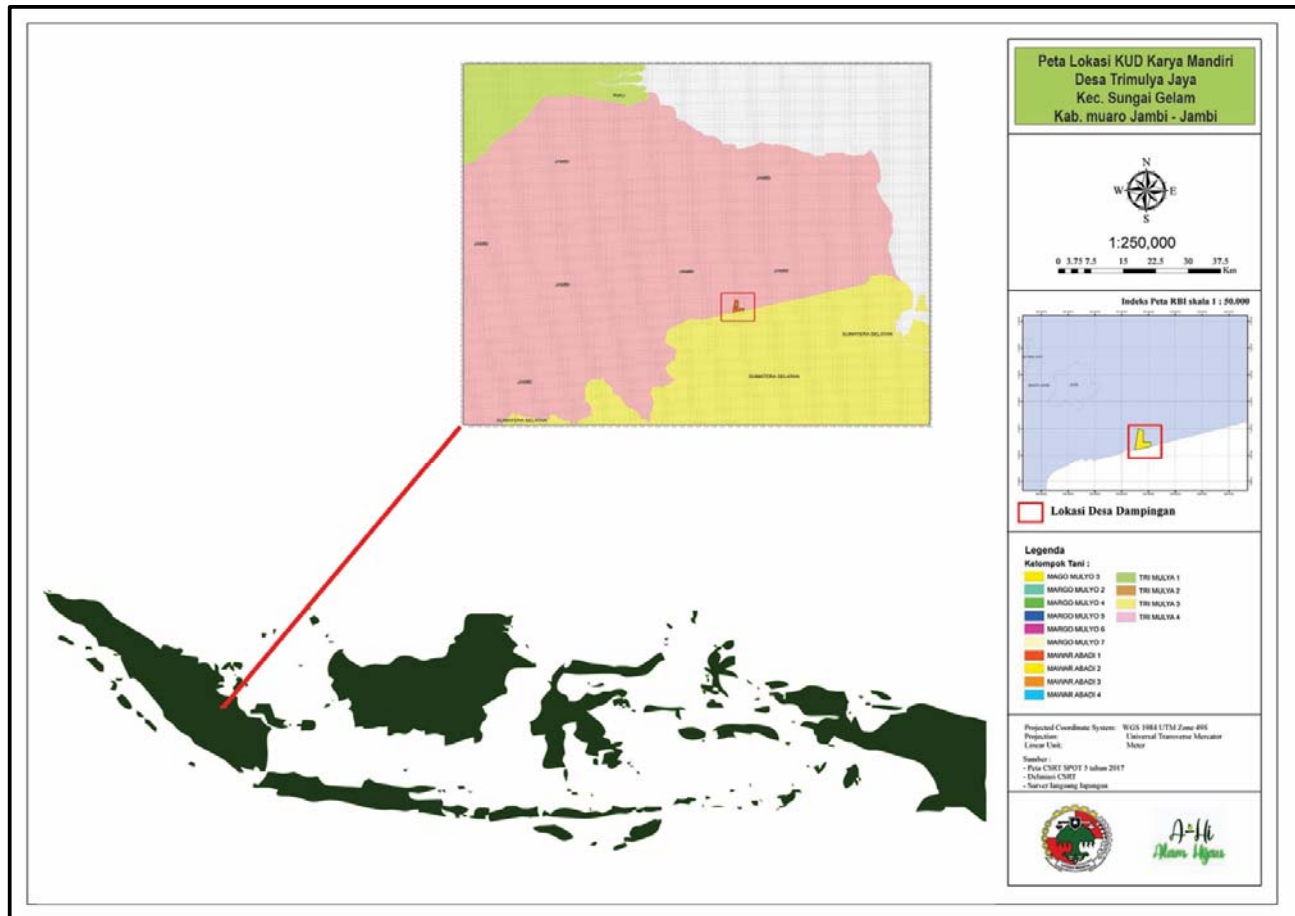 Peta Lokasi KUD Karya Mandiri
Desa Trimulya Jaya
Kec. Sungai Gelam
Kab. muaro Jambi - Jambi
N
W E
S
1:250,000
0 3.75 7.5 15 22.5 30 37.5
Km
Indeks Peta RBI skala 1 : 50.000
Lokasi Desa Dampingan
Legenda
Kelompok Tani :
MAGO MULYO 3
MARGO MULYO 2
MARGO MULYO 4
MARGO MULYO 5
MARGO MULYO 6
MARGO MULYO 7
MAWAR ABADI 1
MAWAR ABADI 2
MAWAR ABADI 3
MAWAR ABADI 4
TRI MULYA 1
TRI MULYA 2
TRI MULYA 3
TRI MULYA 4
Projected Coordinate System: WGS 1984 UTM Zone 49S
Projection: Universal Transverse Mercator
Linear Unit: Meter
Sumber :
- Peta CSRT SPOT 5 tahun 2017
- Deliniasi CSRT
- Survei langsung lapangan
A-Hi
Alam Hijau
RIAU
JAMBI
JAMBI
JAMBI
JAMBI
JAMBI
JAMBI
SUMATERA SELATAN
SUMATERA SELATAN
JAMBI
SUMATERA SELATAN